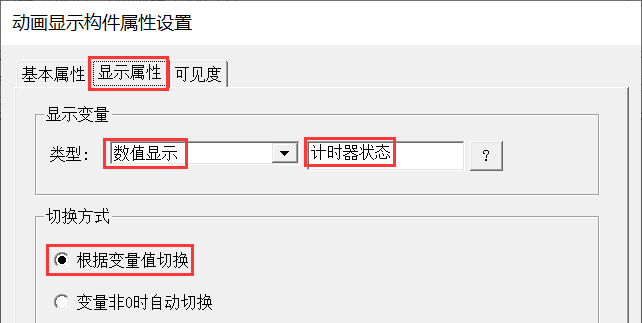 动画显示构件属性设置
基本属性 显示属性 可见度
显示变量
类型: 数值显示 计时器状态 ?
切换方式
根据变量值切换
变量非0时自动切换